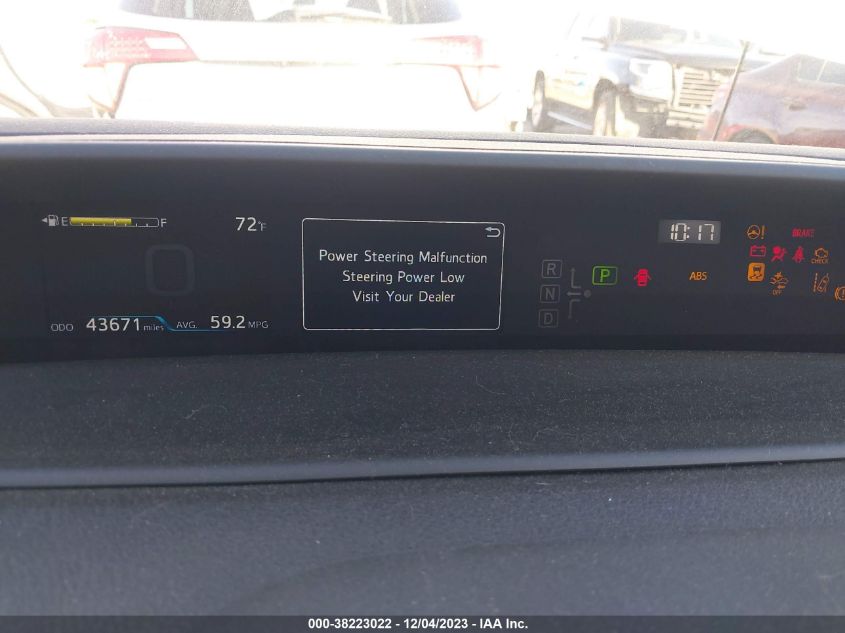 E F
72°F
10:17
BRAKE
Power Steering Malfunction
Steering Power Low
Visit Your Dealer
R
N
D
P
ABS
CHECK
OFF
ODO 43671 miles AVG. 59.2 MPG
0
000-38223022 - 12/04/2023 - IAA Inc.